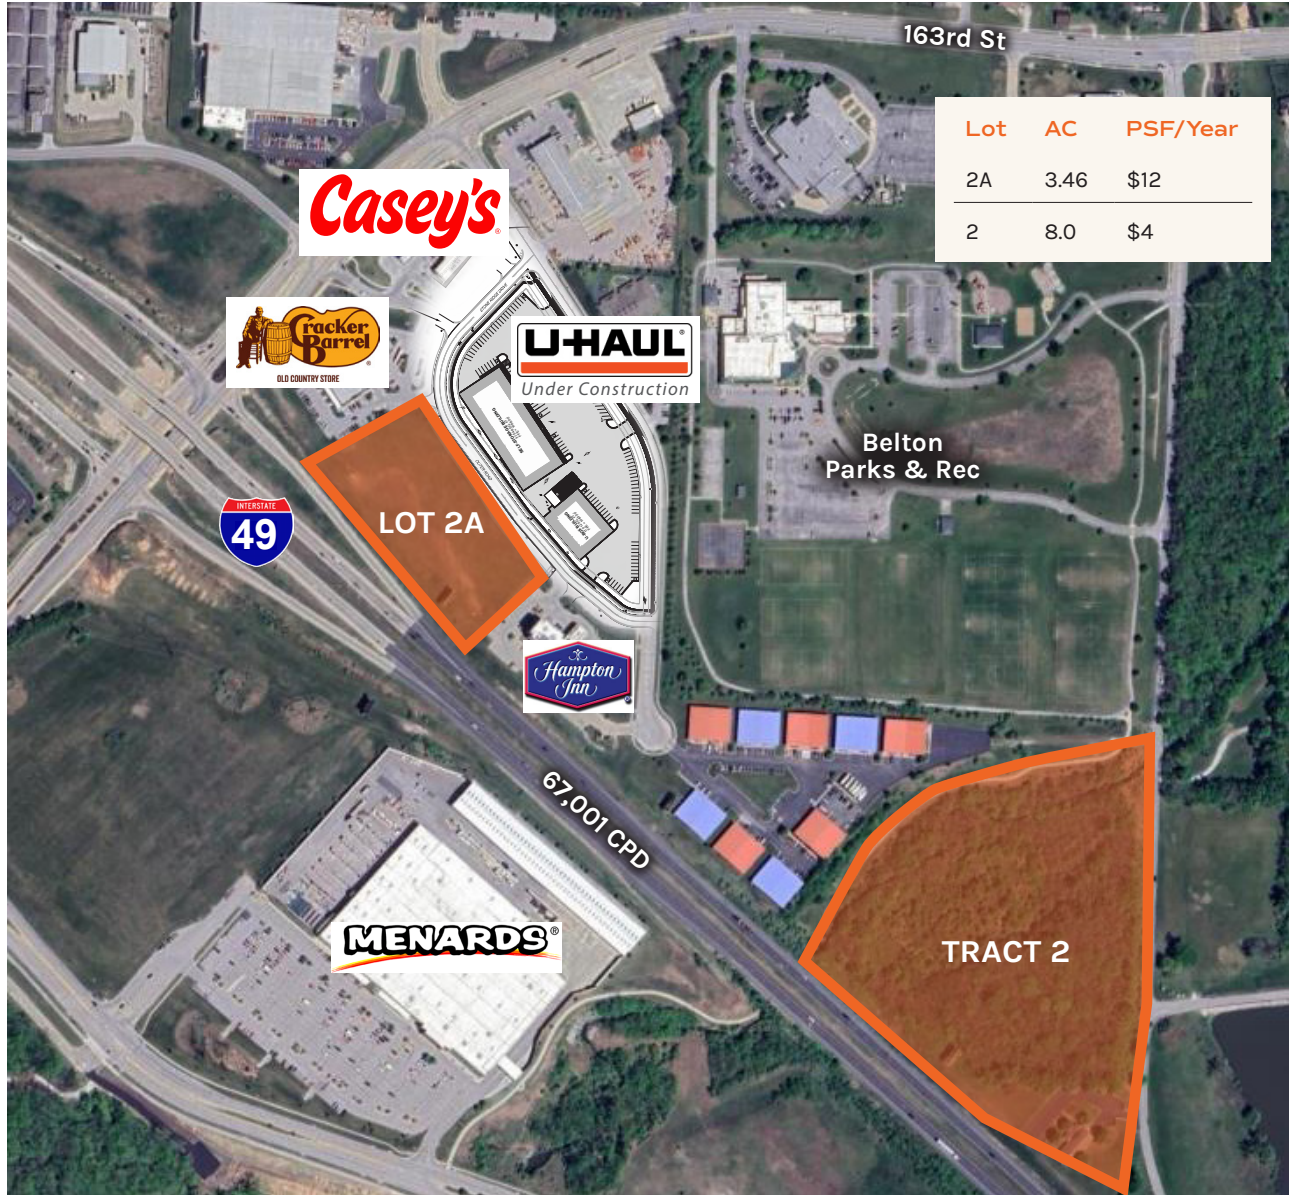 163rd St
Lot AC PSF/Year
2A 3.46 $12
2 8.0 $4
Casey's
Cracker
Barrel
OLD COUNTRY STORE
U-HAUL
Under Construction
Belton
Parks & Rec
INTERSTATE
49
LOT 2A
Hampton
Inn
67,001 CPD
MENARDS
TRACT 2